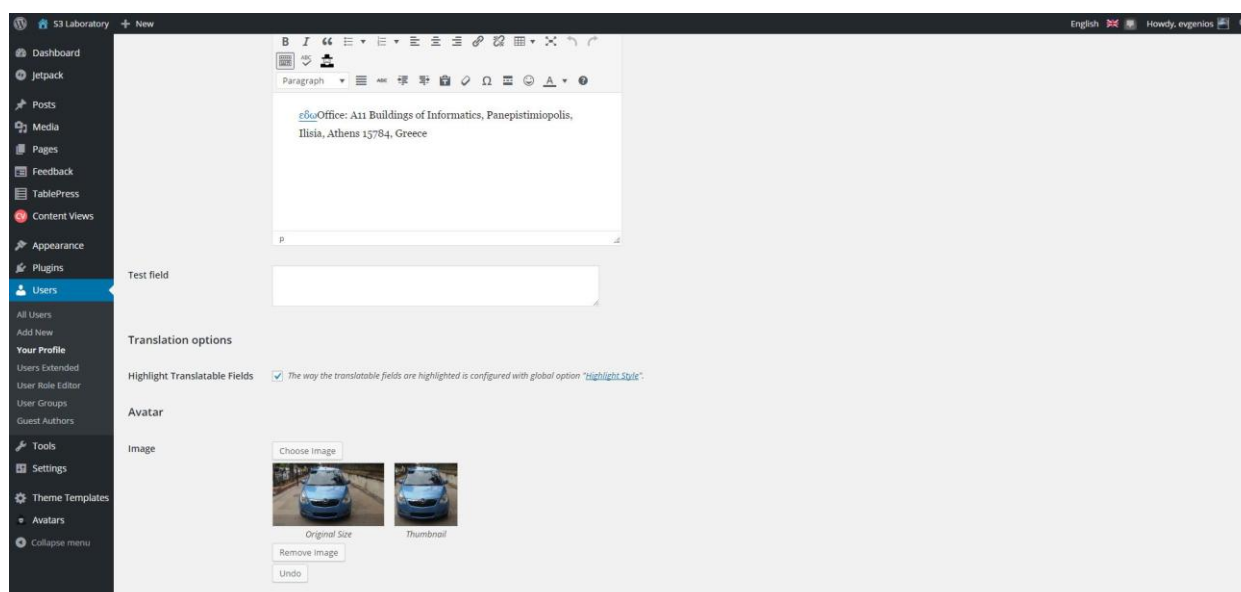 S3 Laboratory + New English Howdy, evgenios
Dashboard
Jetpack
Posts
Media
Pages
Feedback
TablePress
Content Views
Appearance
Plugins
Users
All Users
Add New
Your Profile
Users Extended
User Role Editor
User Groups
Guest Authors
Tools
Settings
Theme Templates
Avatars
Collapse menu
B I
ABC
Paragraph ABC Ω A
εδωOffice: A11 Buildings of Informatics, Panepistimiopolis,
Ilisia, Athens 15784, Greece
p
Test field
Translation options
Highlight Translatable Fields The way the translatable fields are highlighted is configured with global option "Highlight Style".
Avatar
Image
Choose Image
Original Size Thumbnail
Remove Image
Undo